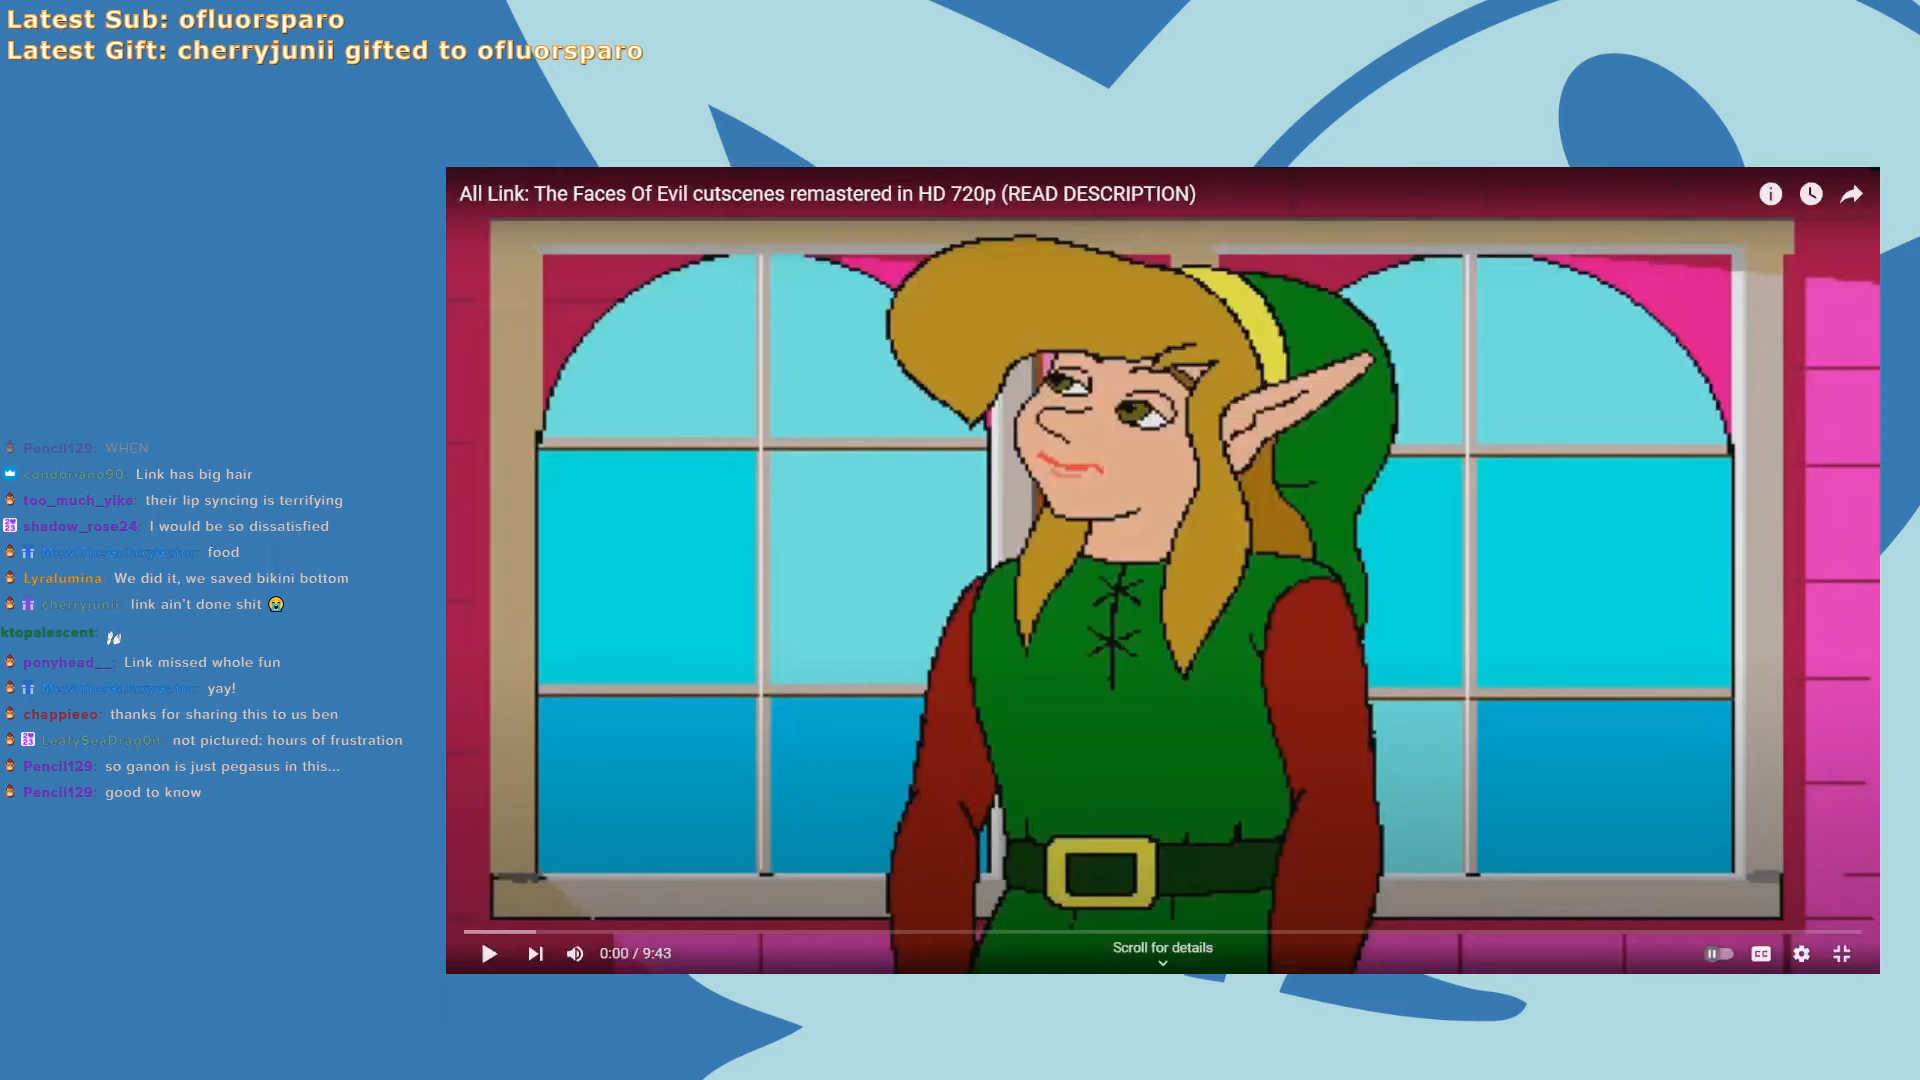 Latest Sub: ofluorsparo
Latest Gift: cherryjunii gifted to ofluorsparo
All Link: The Faces Of Evil cutscenes remastered in HD 720p (READ DESCRIPTION)
Pencil129: WHEN
condoriano90: Link has big hair
too_much_yike: their lip syncing is terrifying
shadow_rose24: I would be so dissatisfied
MewTheGalaxyGator: food
Lyralumina: We did it, we saved bikini bottom
cherryjunii: link ain't done shit 😭
ktopalescent:
ponyhead__: Link missed whole fun
MewTheGalaxyGator: yay!
chappieeo: thanks for sharing this to us ben
LeafySeaDrag0n: not pictured: hours of frustration
Pencil129: so ganon is just pegasus in this...
Pencil129: good to know
0:00 / 9:43
Scroll for details
CC